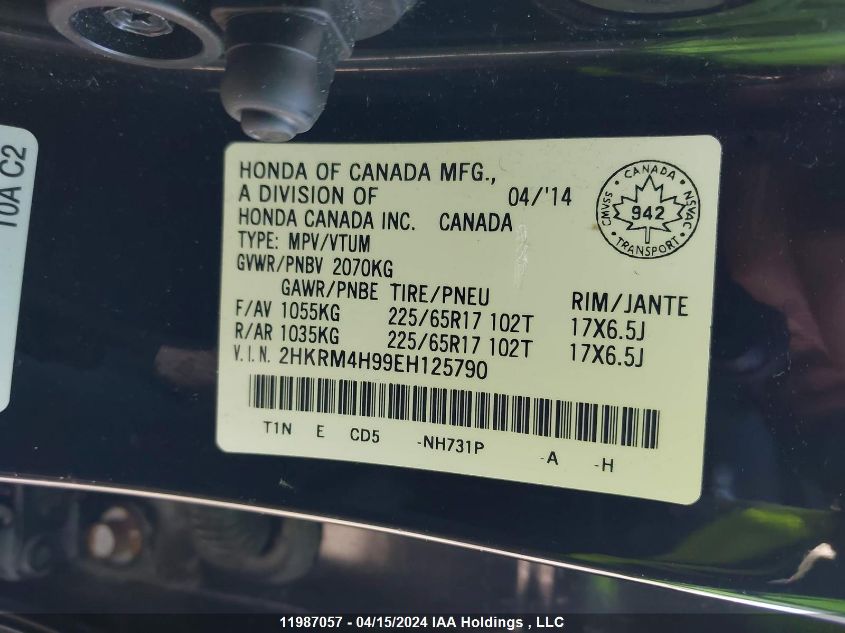 10A C2
HONDA OF CANADA MFG.,
A DIVISION OF 04/'14
HONDA CANADA INC. CANADA
TYPE: MPV/VTUM
GVWR/PNBV 2070KG
GAWR/PNBE TIRE/PNEU RIM/JANTE
F/AV 1055KG 225/65R17 102T 17X6.5J
R/AR 1035KG 225/65R17 102T 17X6.5J
V.I.N. 2HKRM4H99EH125790
T1N E CD5 -NH731P -A -H
CANADA
CMVSS 942 NSVAC
TRANSPORT
11987057 - 04/15/2024 IAA Holdings , LLC